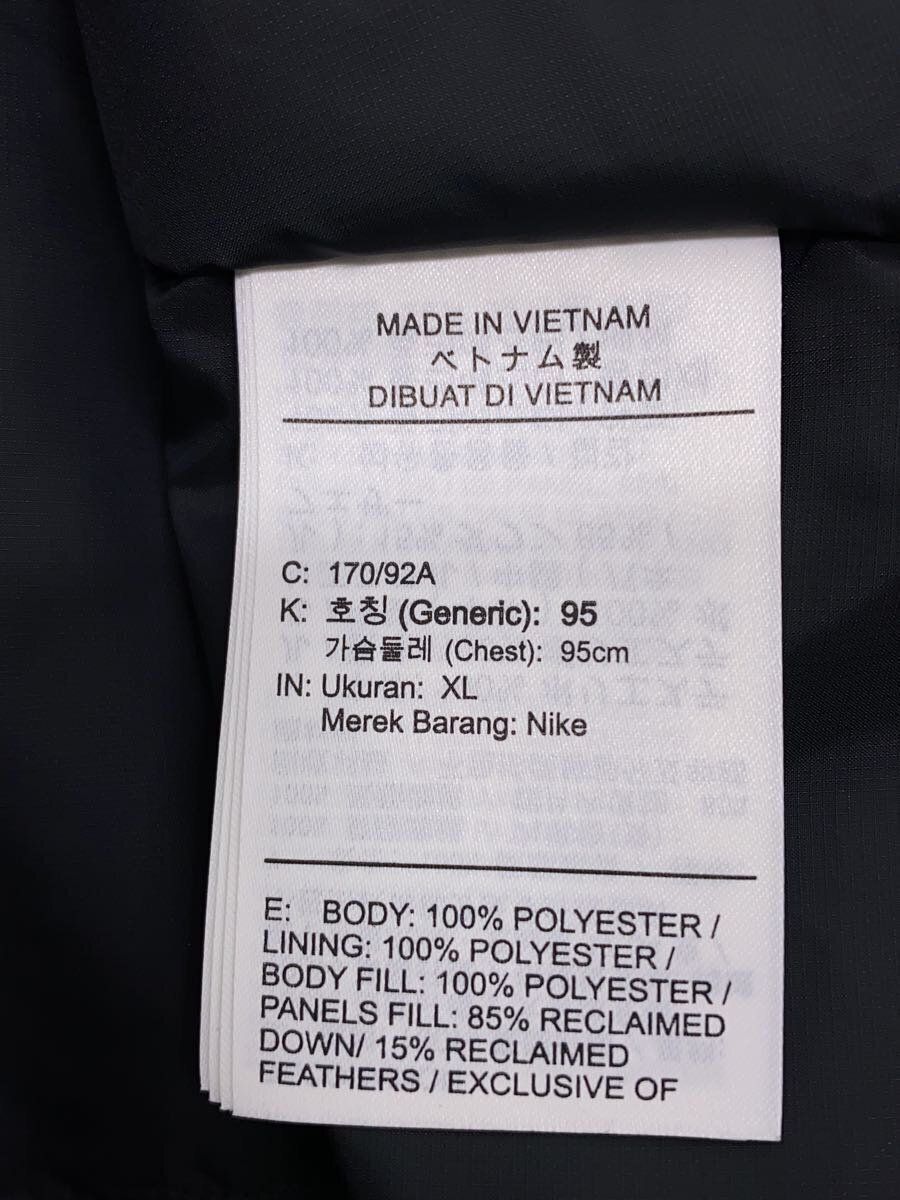 MADE IN VIETNAM
ベトナム製
DIBUAT DI VIETNAM
C: 170/92A
K: 호칭 (Generic): 95
가슴둘레 (Chest): 95cm
IN: Ukuran: XL
Merek Barang: Nike
E: BODY: 100% POLYESTER /
LINING: 100% POLYESTER /
BODY FILL: 100% POLYESTER /
PANELS FILL: 85% RECLAIMED
DOWN/ 15% RECLAIMED
FEATHERS / EXCLUSIVE OF